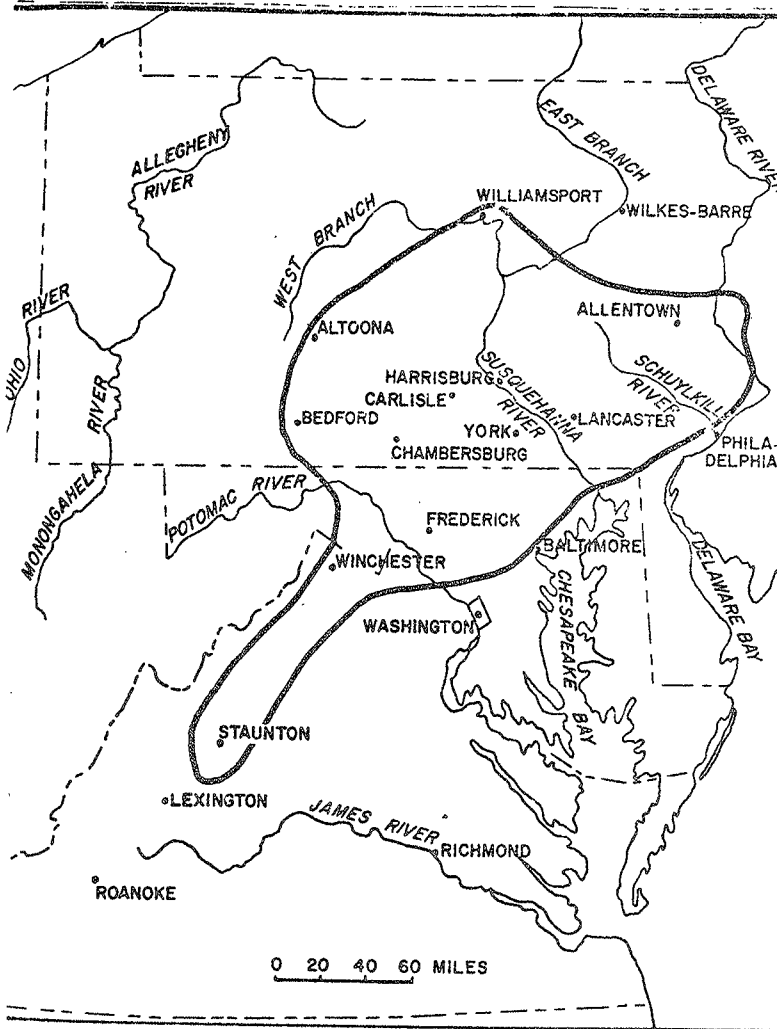 DELAWARE RIVER
EAST BRANCH
ALLEGHENY
RIVER
WILLIAMSPORT
WILKES-BARRE
WEST BRANCH
RIVER
OHIO
ALLENTOWN
ALTOONA
SCHUYLKILL
RIVER
SUSQUEHANNA
RIVER
HARRISBURG
CARLISLE
LANCASTER
BEDFORD
YORK
CHAMBERSBURG
PHILA-
DELPHIA
MONONGAHELA
RIVER
POTOMAC RIVER
FREDERICK
BALTIMORE
WINCHESTER
DELAWARE BAY
CHESAPEAKE
BAY
WASHINGTON
STAUNTON
LEXINGTON
JAMES RIVER
RICHMOND
ROANOKE
0 20 40 60 MILES